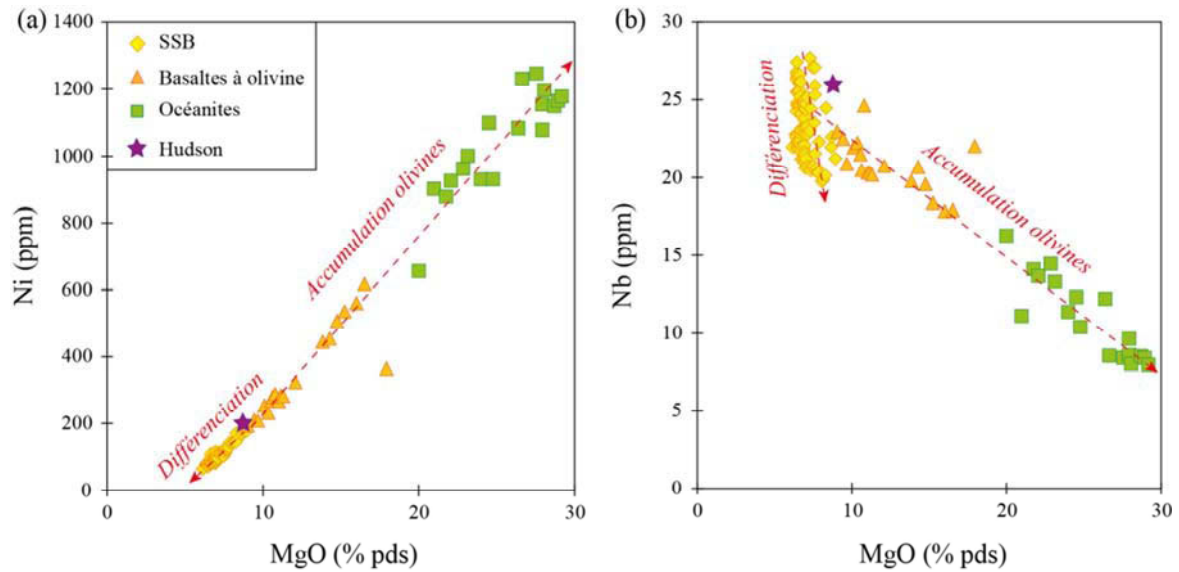 (a)
1400
1200
1000
800
600
400
200
0
Ni (ppm)
SSB
Basaltes à olivine
Océanites
Hudson
Accumulation olivines
Différenciation
0 10 20 30
MgO (% pds)
(b)
30
25
20
15
10
5
0
Nb (ppm)
Différenciation
Accumulation olivines
0 10 20 30
MgO (% pds)